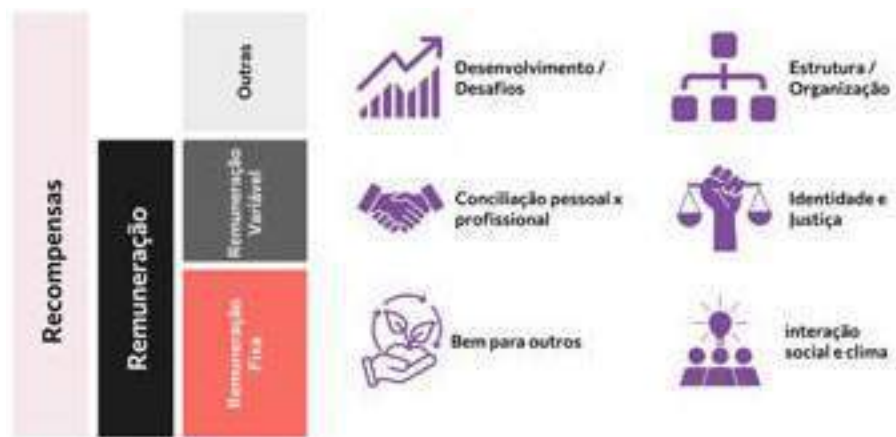 Recompensas
Remuneração
Outras
Remuneração
Variável
Remuneração
Fixa
Desenvolvimento /
Desafios
Estrutura /
Organização
Conciliação pessoal x
profissional
Identidade e
Justiça
Bem para outros
interação
social e clima